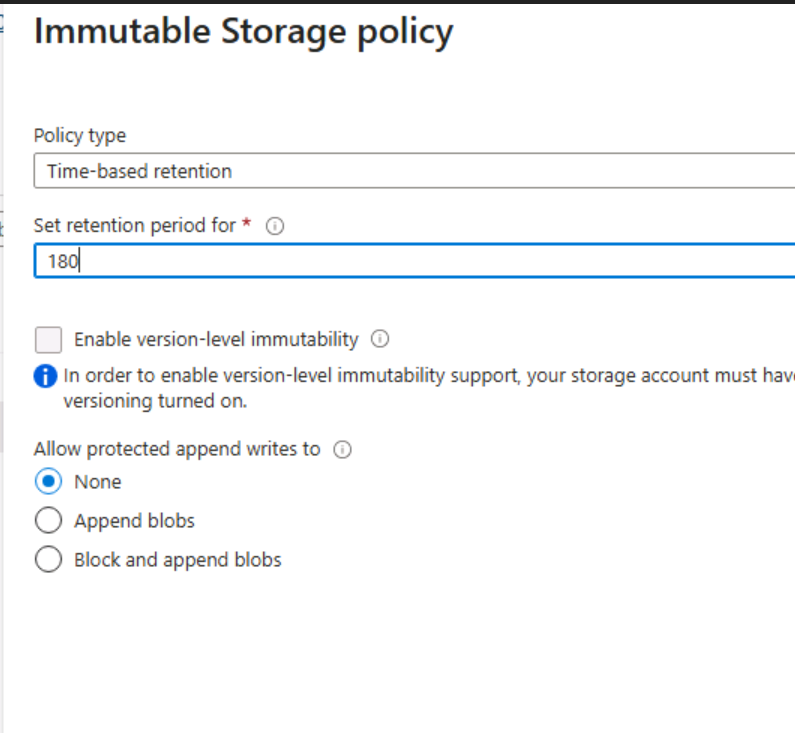 Immutable Storage policy
Policy type
Time-based retention
Set retention period for *
180
Enable version-level immutability
In order to enable version-level immutability support, your storage account must have
versioning turned on.
Allow protected append writes to
None
Append blobs
Block and append blobs